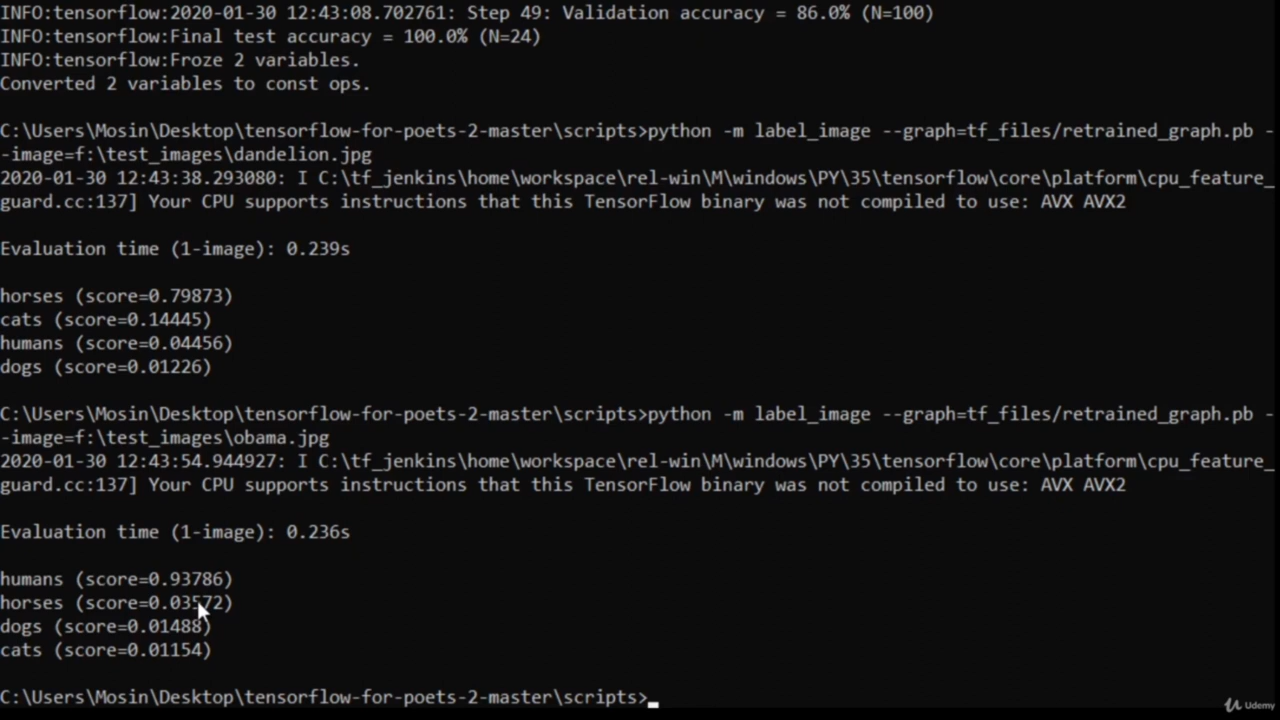 INFO:tensorflow:2020-01-30 12:43:08.702761: Step 49: Validation accuracy = 86.0% (N=100)
INFO:tensorflow:Final test accuracy = 100.0% (N=24)
INFO:tensorflow:Froze 2 variables.
Converted 2 variables to const ops.
C:\Users\Mosin\Desktop\tensorflow-for-poets-2-master\scripts>python -m label_image --graph=tf_files/retrained_graph.pb -
-image=f:\test_images\dandelion.jpg
2020-01-30 12:43:38.293080: I C:\tf_jenkins\home\workspace\rel-win\M\windows\PY\35\tensorflow\core\platform\cpu_feature_
guard.cc:137] Your CPU supports instructions that this TensorFlow binary was not compiled to use: AVX AVX2
Evaluation time (1-image): 0.239s
horses (score=0.79873)
cats (score=0.14445)
humans (score=0.04456)
dogs (score=0.01226)
C:\Users\Mosin\Desktop\tensorflow-for-poets-2-master\scripts>python -m label_image --graph=tf_files/retrained_graph.pb -
-image=f:\test_images\obama.jpg
2020-01-30 12:43:54.944927: I C:\tf_jenkins\home\workspace\rel-win\M\windows\PY\35\tensorflow\core\platform\cpu_feature_
guard.cc:137] Your CPU supports instructions that this TensorFlow binary was not compiled to use: AVX AVX2
Evaluation time (1-image): 0.236s
humans (score=0.93786)
horses (score=0.03572)
dogs (score=0.01488)
cats (score=0.01154)
C:\Users\Mosin\Desktop\tensorflow-for-poets-2-master\scripts>
Udemy